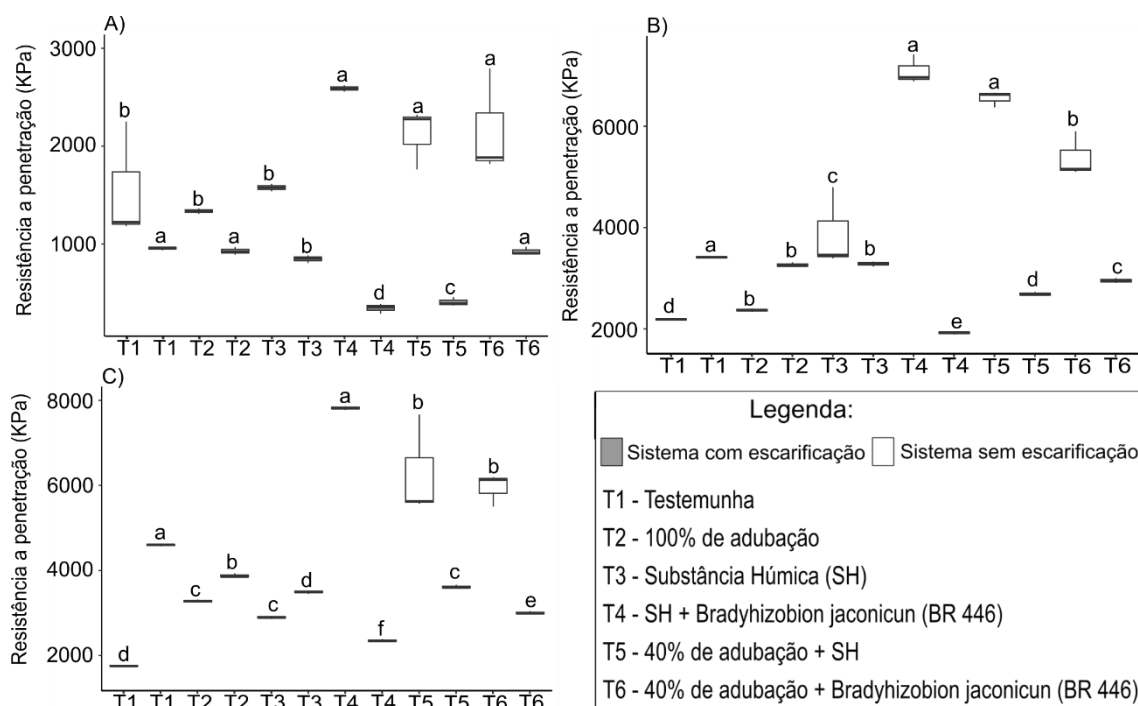 A)
Resistência a penetração (KPa)
3000
2000
1000
b a b a b b a d a c a a
T1 T1 T2 T2 T3 T3 T4 T4 T5 T5 T6 T6
B)
Resistência a penetração (KPa)
6000
4000
2000
d a b b c b a e a d b c
T1 T1 T2 T2 T3 T3 T4 T4 T5 T5 T6 T6
C)
Resistência a penetração (KPa)
8000
6000
4000
2000
d a c b c d a f b c b e
T1 T1 T2 T2 T3 T3 T4 T4 T5 T5 T6 T6
Legenda:
Sistema com escarificação Sistema sem escarificação
T1 - Testemunha
T2 - 100% de adubação
T3 - Substância Húmica (SH)
T4 - SH + Bradyhizobion jaconicun (BR 446)
T5 - 40% de adubação + SH
T6 - 40% de adubação + Bradyhizobion jaconicun (BR 446)